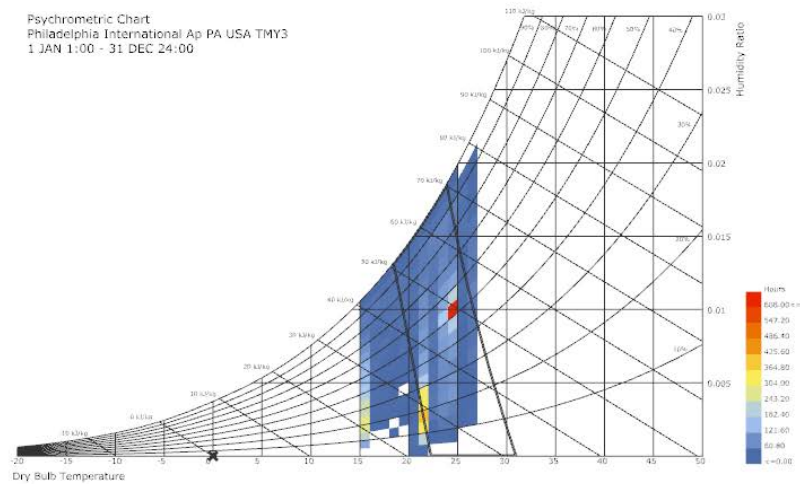 Psychrometric Chart
Philadelphia International Ap PA USA TMY3
1 JAN 1:00 - 31 DEC 24:00
110 kJ/kg
100 kJ/kg
90 kJ/kg
80 kJ/kg
70 kJ/kg
60 kJ/kg
50 kJ/kg
40 kJ/kg
30 kJ/kg
20 kJ/kg
10 kJ/kg
0 kJ/kg
-10 kJ/kg
90%
80%
70%
60%
50%
40%
30%
20%
10%
0.03
0.025
0.02
0.015
0.01
0.005
Humidity Ratio
-20
-15
-10
-5
5
10
15
20
25
30
35
40
45
50
Dry Bulb Temperature
Hours
608.00<=
547.20
486.40
425.60
364.80
304.00
243.20
182.40
121.60
60.80
<=0.00